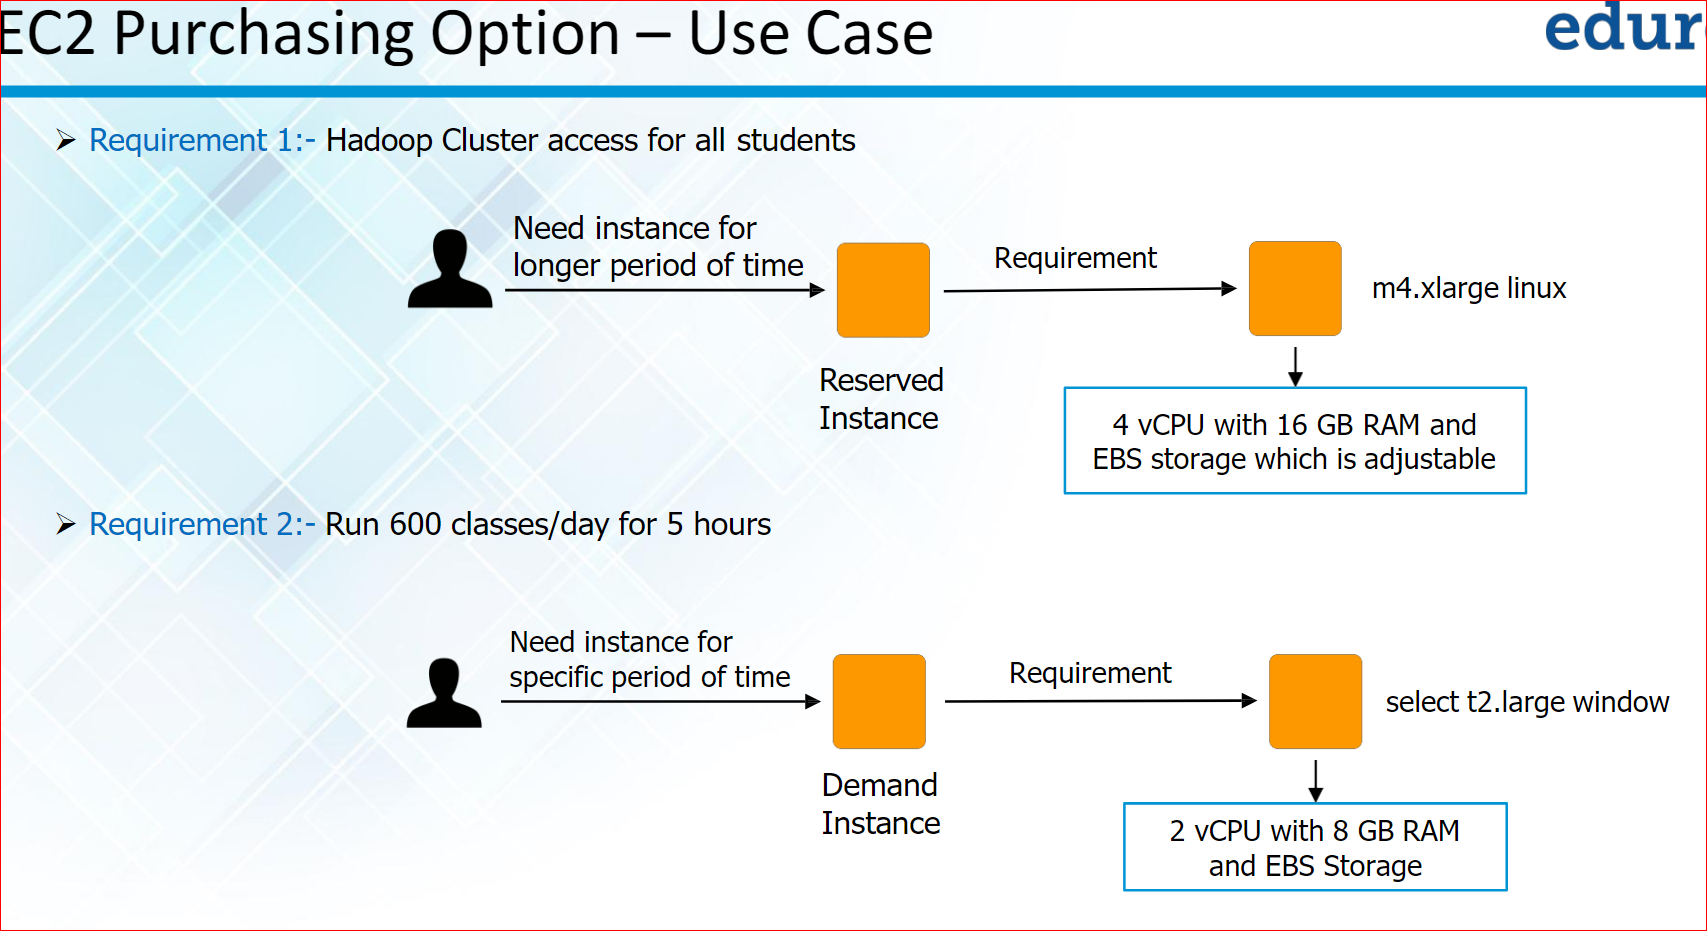 EC2 Purchasing Option – Use Case
edur
➢ Requirement 1:- Hadoop Cluster access for all students
Need instance for
longer period of time
Requirement
m4.xlarge linux
Reserved
Instance
4 vCPU with 16 GB RAM and
EBS storage which is adjustable
➢ Requirement 2:- Run 600 classes/day for 5 hours
Need instance for
specific period of time
Requirement
select t2.large window
Demand
Instance
2 vCPU with 8 GB RAM
and EBS Storage